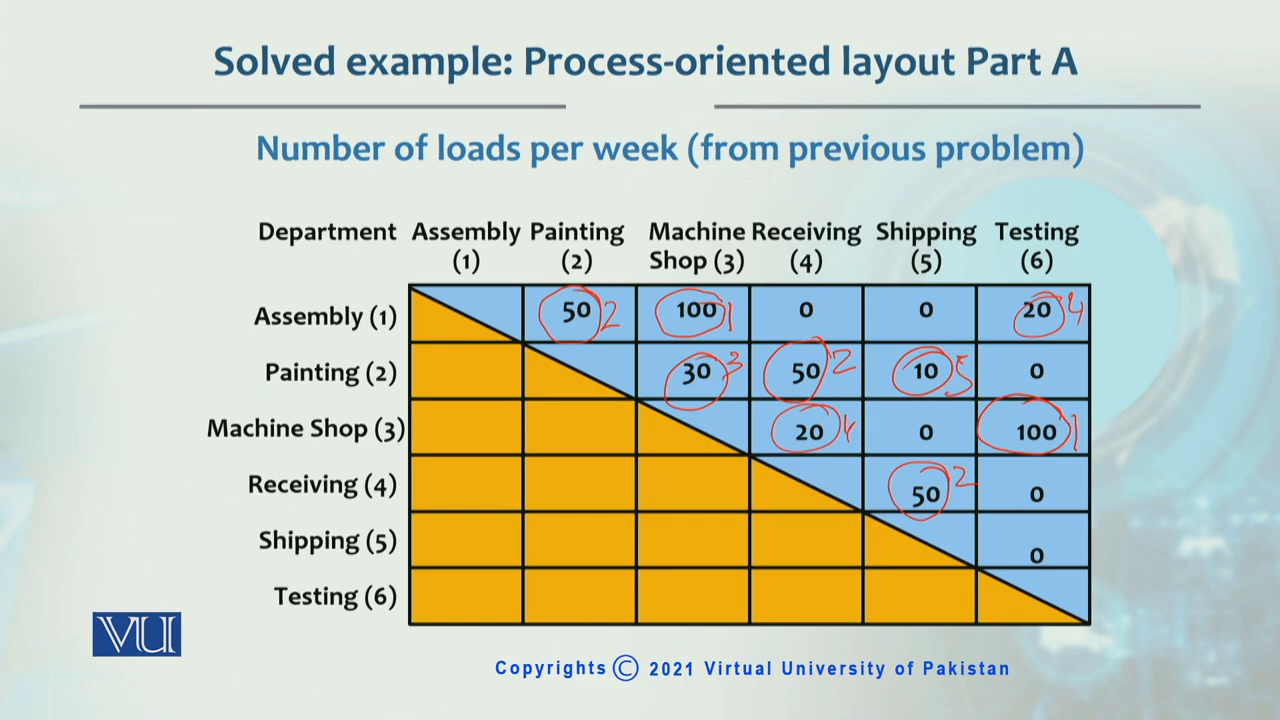 Solved example: Process-oriented layout Part A
Number of loads per week (from previous problem)
Department Assembly Painting Machine Receiving Shipping Testing
(1) (2) Shop (3) (4) (5) (6)
Assembly (1) 50 2 100 1 0 0 20 4
Painting (2) 30 3 50 2 10 5 0
Machine Shop (3) 20 4 0 100 1
Receiving (4) 50 2 0
Shipping (5) 0
Testing (6)
VU
Copyrights © 2021 Virtual University of Pakistan